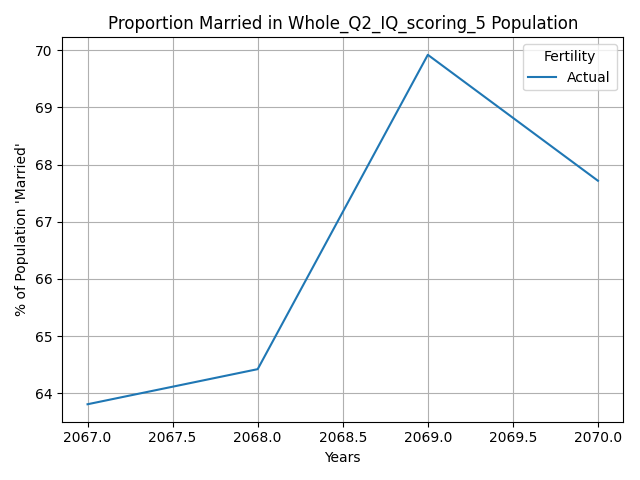 Proportion Married in Whole_Q2_IQ_scoring_5 Population
Fertility
Actual
% of Population 'Married'
70
69
68
67
66
65
64
2067.0 2067.5 2068.0 2068.5 2069.0 2069.5 2070.0
Years